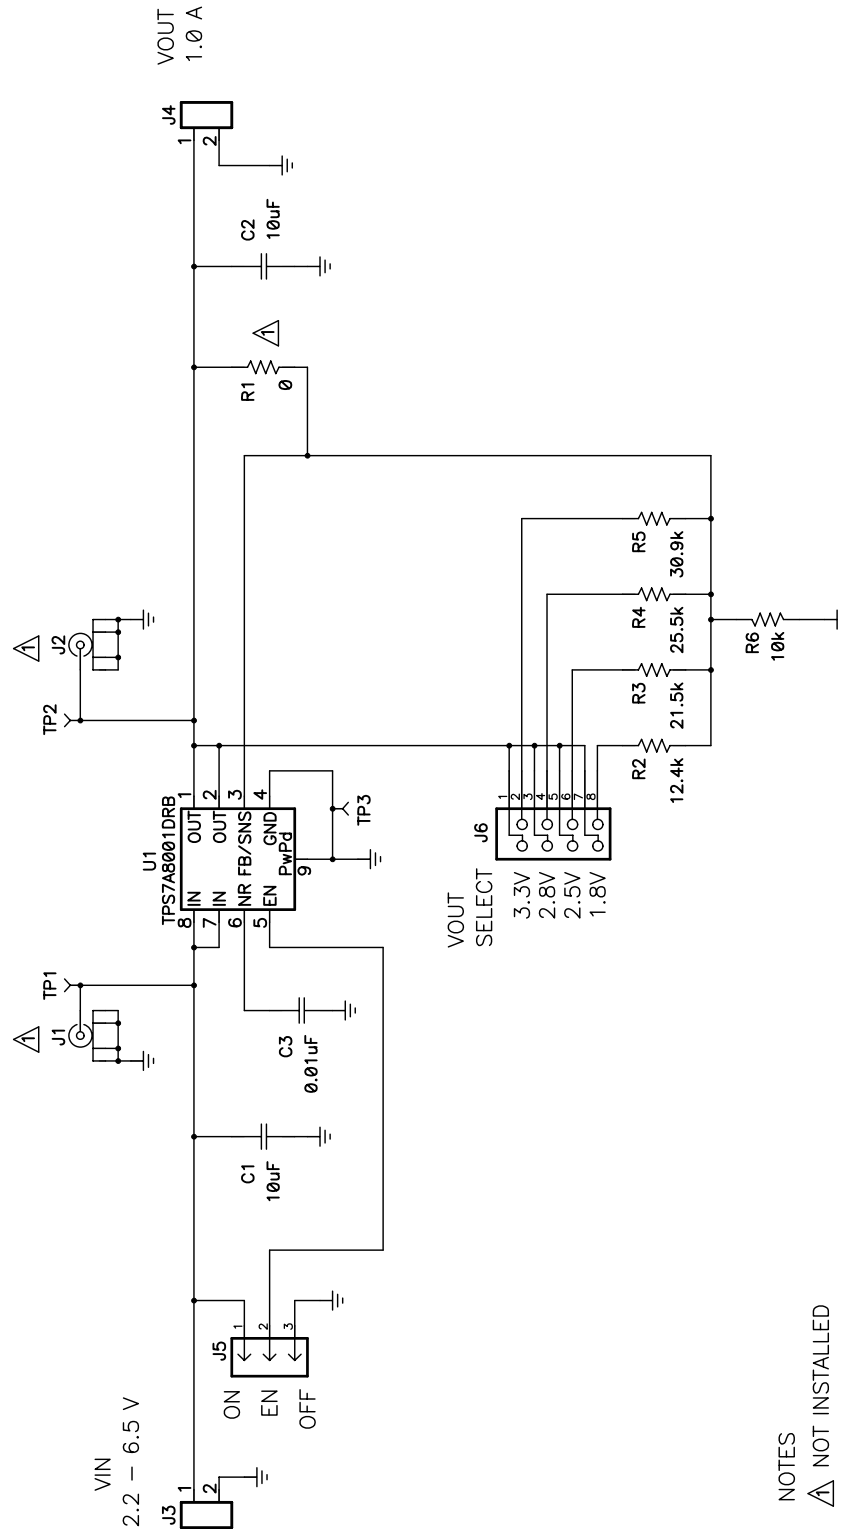 VIN
2.2 – 6.5 V
J3
1
2
J5
1
2
3
ON
EN
OFF
C1
10uF
1
J1
TP1
C3
0.01uF
U1
TPS7A8001DRB
8
IN
7
IN
6
NR
5
EN
OUT
1
OUT
2
FB/SNS
3
GND
4
PwPd
9
TP3
TP2
1
J2
R1
0
1
C2
10uF
J4
1
2
VOUT
1.0 A
VOUT
SELECT
3.3V
2.8V
2.5V
1.8V
J6
1
2
3
4
5
6
7
8
R2
12.4k
R3
21.5k
R4
25.5k
R5
30.9k
R6
10k
NOTES
1 NOT INSTALLED